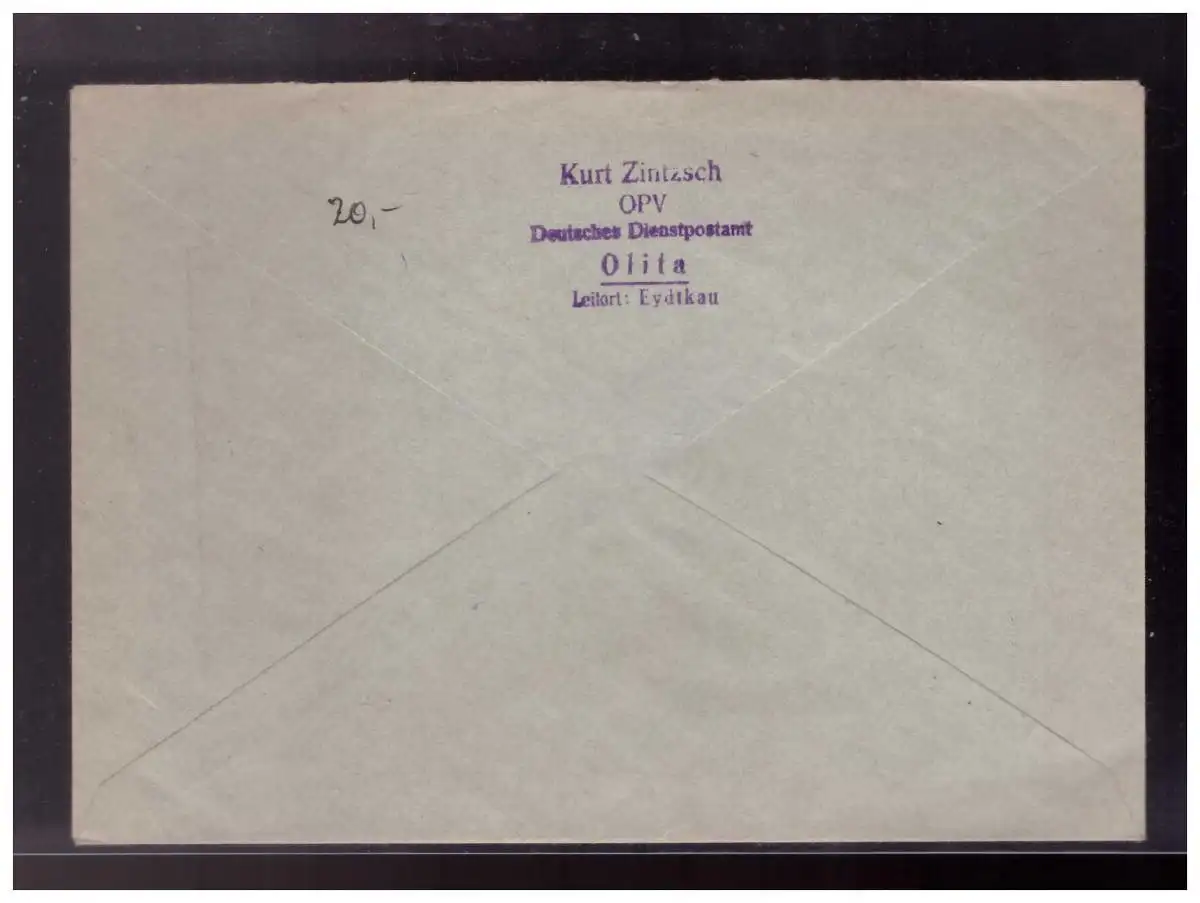 Kurt Zintzsch
OPV
20,-
Deutsches Dienstpostamt
Olita
Leitort: Eydtkau